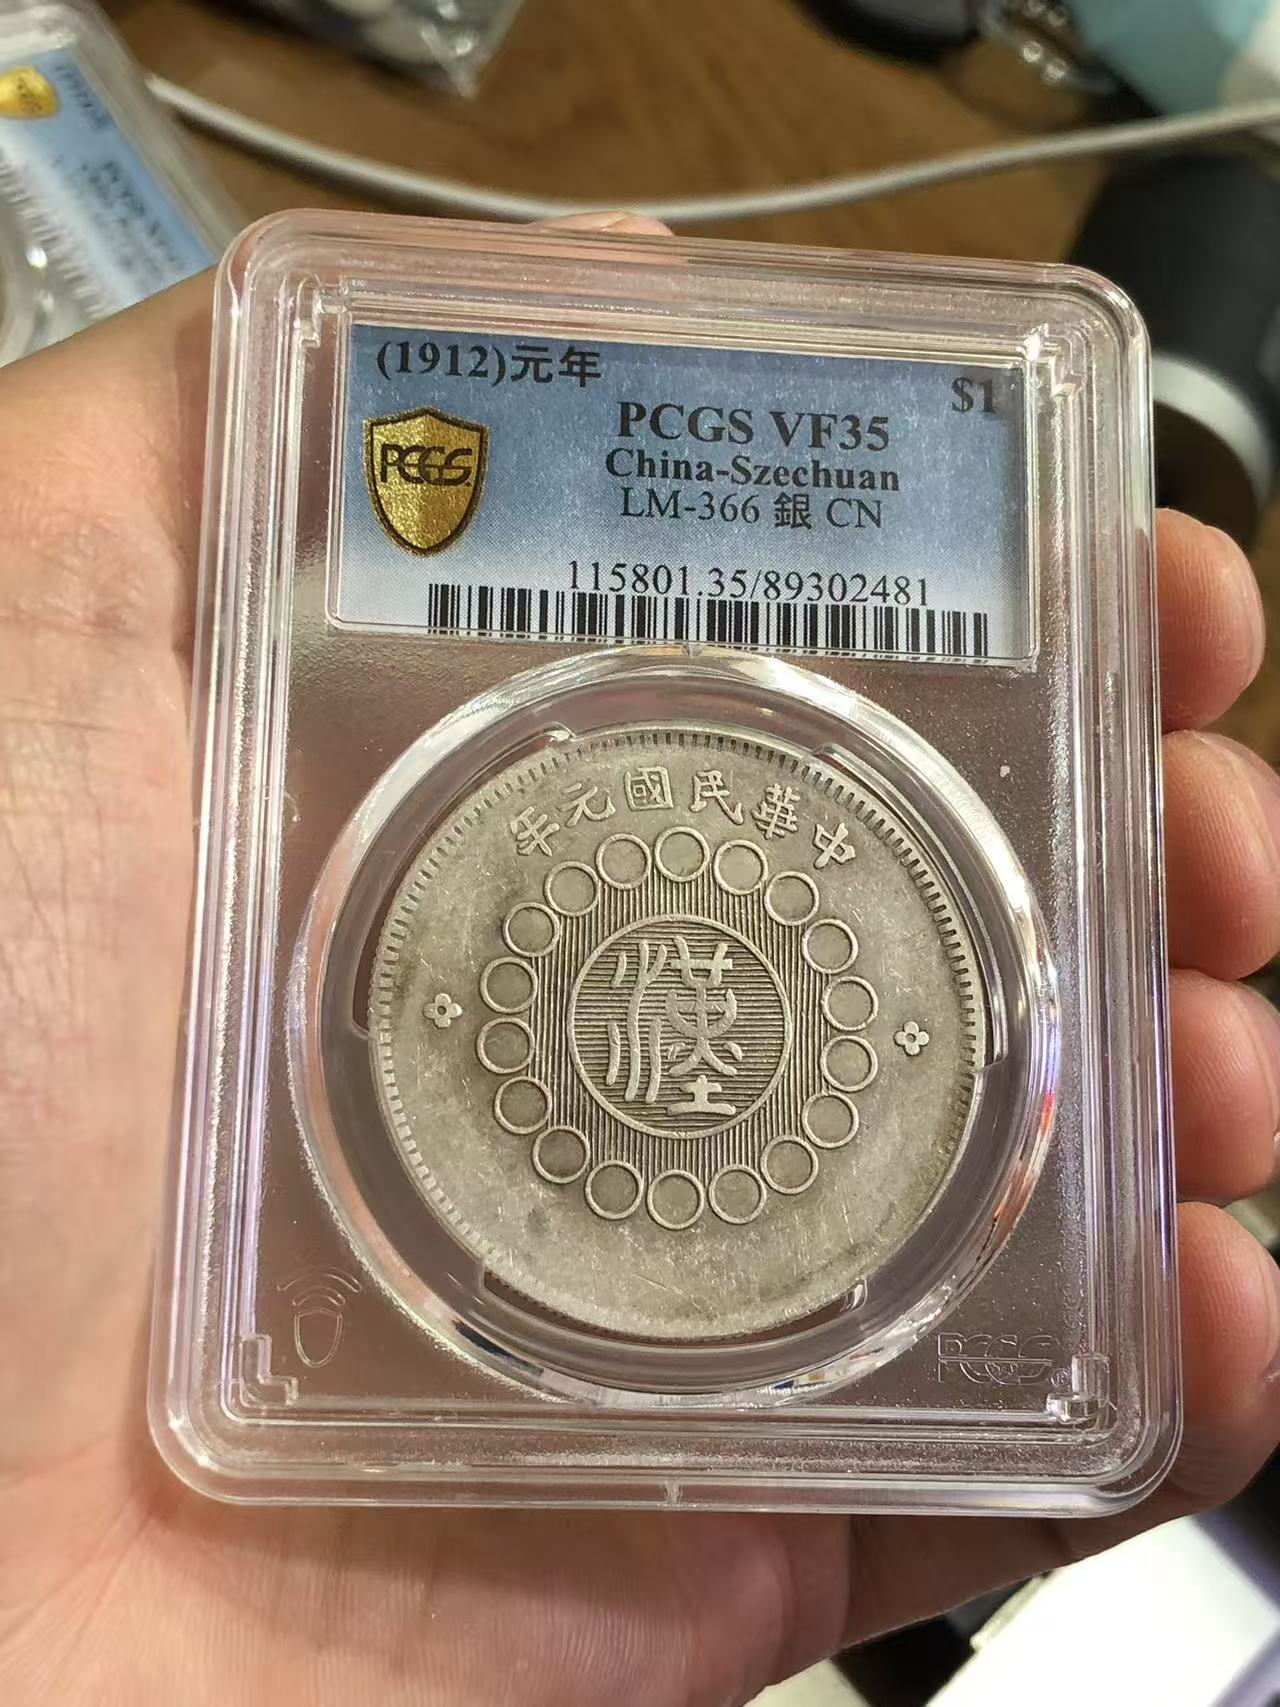 (1912)元年
$1
PCGS VF35
China-Szechuan
LM-366 銀 CN
PCGS
115801.35/89302481
中華民國元年
漢
PCGS